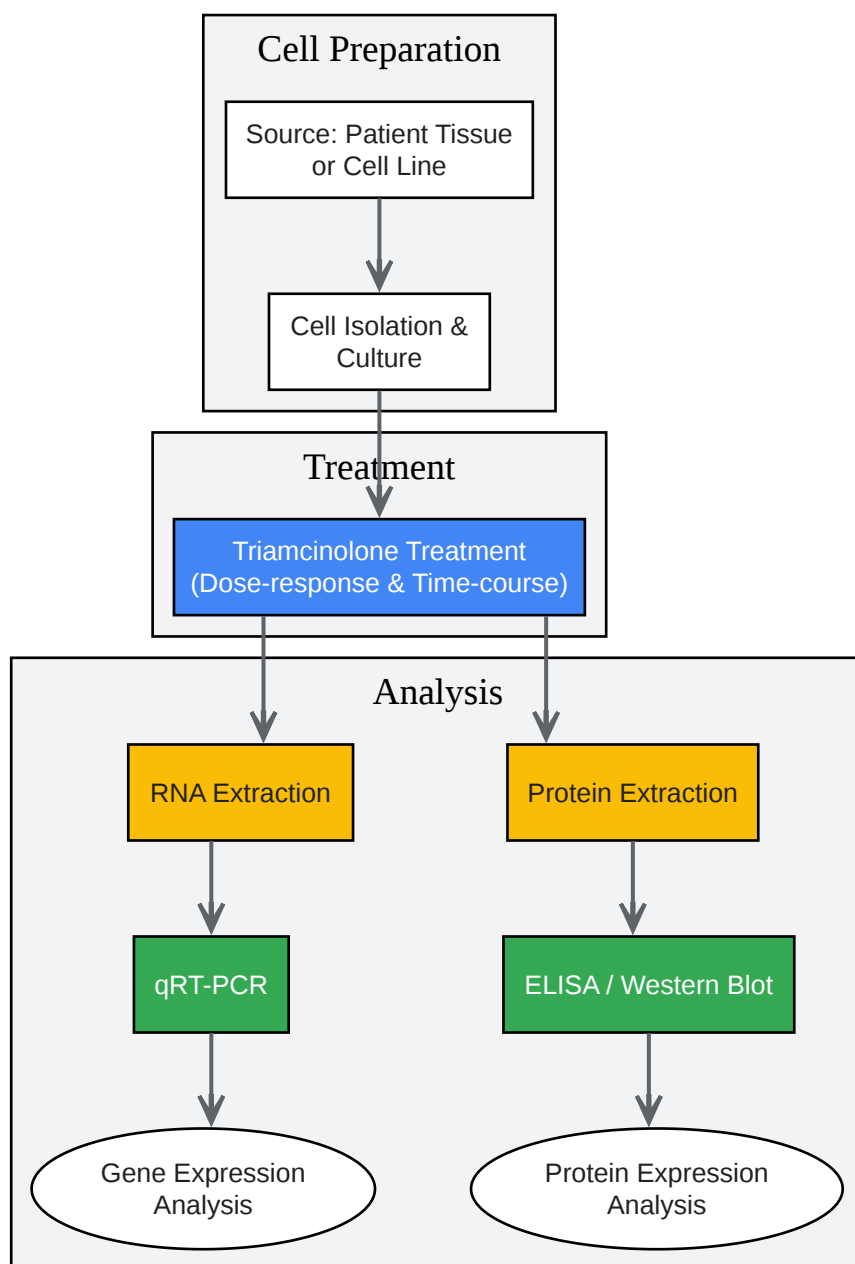 Cell Preparation
Source: Patient Tissue
or Cell Line
Cell Isolation &
Culture
Treatment
Triamcinolone Treatment
(Dose-response & Time-course)
Analysis
RNA Extraction
Protein Extraction
qRT-PCR
ELISA / Western Blot
Gene Expression
Analysis
Protein Expression
Analysis